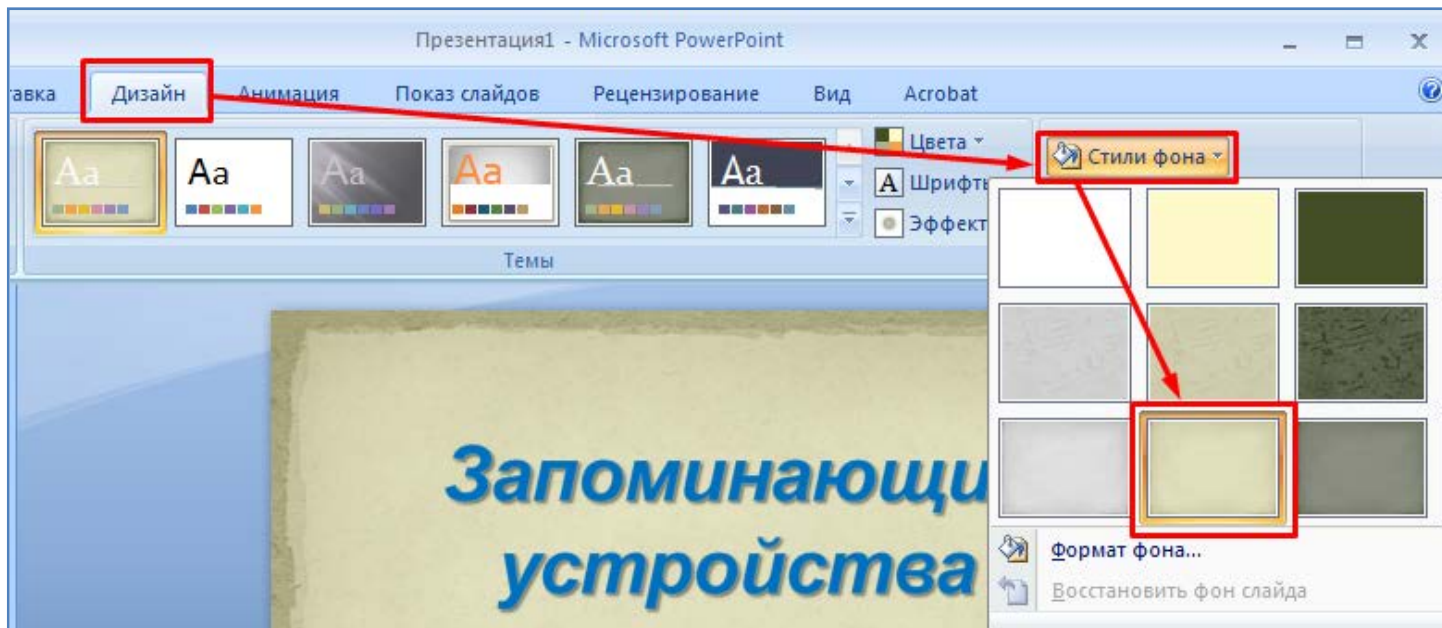 Презентация1 - Microsoft PowerPoint
тавка Дизайн Анимация Показ слайдов Рецензирование Вид Acrobat
Aa Aa Aa Aa Aa Aa
Цвета
Шрифты
Эффект
Стили фона
Темы
Запоминающи
устройства
Формат фона...
Восстановить фон слайда